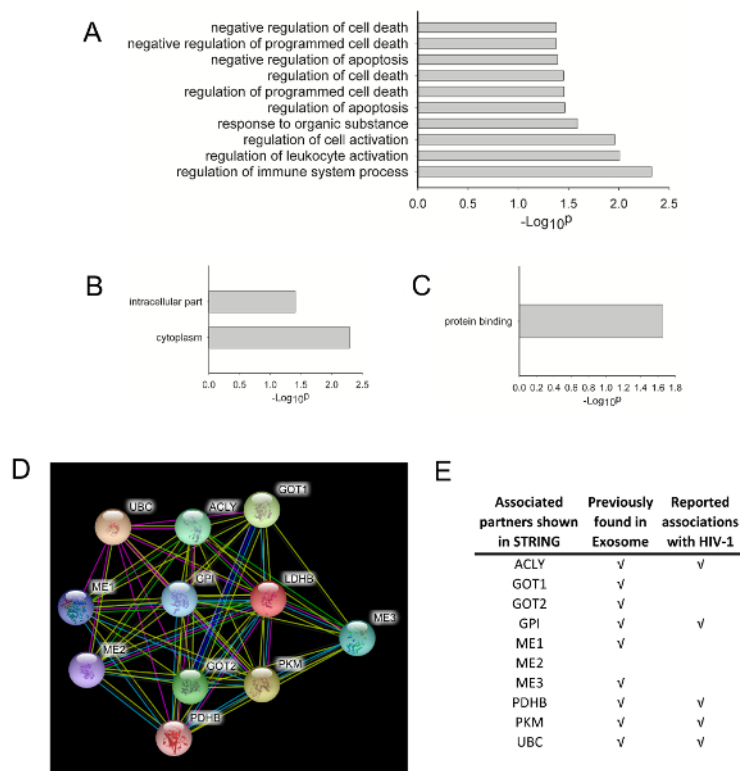 A
negative regulation of cell death
negative regulation of programmed cell death
negative regulation of apoptosis
regulation of cell death
regulation of programmed cell death
regulation of apoptosis
response to organic substance
regulation of cell activation
regulation of leukocyte activation
regulation of immune system process
0.0 0.5 1.0 1.5 2.0 2.5
-Log10P
B
intracellular part
cytoplasm
0.0 0.5 1.0 1.5 2.0 2.5
-Log10P
C
protein binding
0.0 0.2 0.4 0.6 0.8 1.0 1.2 1.4 1.6 1.8
-Log10P
D
UBC
ACLY
GOT1
ME1
GPI
LDHB
ME3
ME2
GOT2
PKM
PDHB
E
Associated Previously Reported
partners shown found in associations
in STRING Exosome with HIV-1
ACLY √ √
GOT1 √
GOT2 √
GPI √ √
ME1 √
ME2
ME3 √
PDHB √ √
PKM √ √
UBC √ √